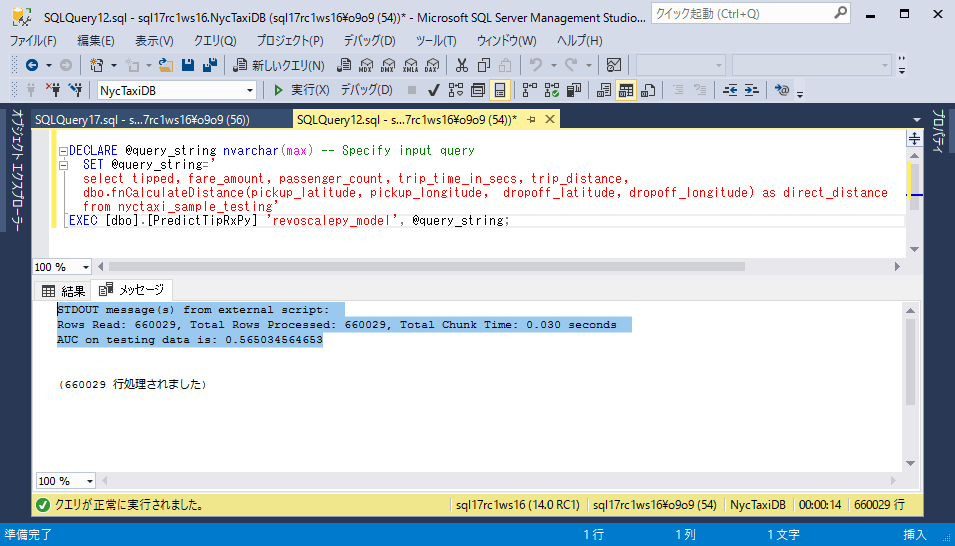 SQLQuery12.sql - sql17rc1ws16.NycTaxiDB (sql17rc1ws16¥o9o9 (54))* - Microsoft SQL Server Management Studio...
クイック起動 (Ctrl+Q)
ファイル(F) 編集(E) 表示(V) クエリ(Q) プロジェクト(P) デバッグ(D) ツール(T) ウィンドウ(W) ヘルプ(H)
新しいクエリ(N) MDX DMX XMLA DAX
NycTaxiDB 実行(X) デバッグ(D)
オブジェクト エクスプローラー
SQLQuery17.sql - s...7rc1ws16¥o9o9 (56))
SQLQuery12.sql - s...7rc1ws16¥o9o9 (54))*
プロパティ
DECLARE @query_string nvarchar(max) -- Specify input query
SET @query_string='
select tipped, fare_amount, passenger_count, trip_time_in_secs, trip_distance,
dbo.fnCalculateDistance(pickup_latitude, pickup_longitude, dropoff_latitude, dropoff_longitude) as direct_distance
from nyctaxi_sample_testing'
EXEC [dbo].[PredictTipRxPy] 'revoscalepy_model', @query_string;
100 %
結果 メッセージ
STDOUT message(s) from external script:
Rows Read: 660029, Total Rows Processed: 660029, Total Chunk Time: 0.030 seconds
AUC on testing data is: 0.565034564653
(660029 行処理されました)
100 %
クエリが正常に実行されました。 sql17rc1ws16 (14.0 RC1) sql17rc1ws16¥o9o9 (54) NycTaxiDB 00:00:14 660029 行
準備完了 1 行 1 列 1 文字 挿入